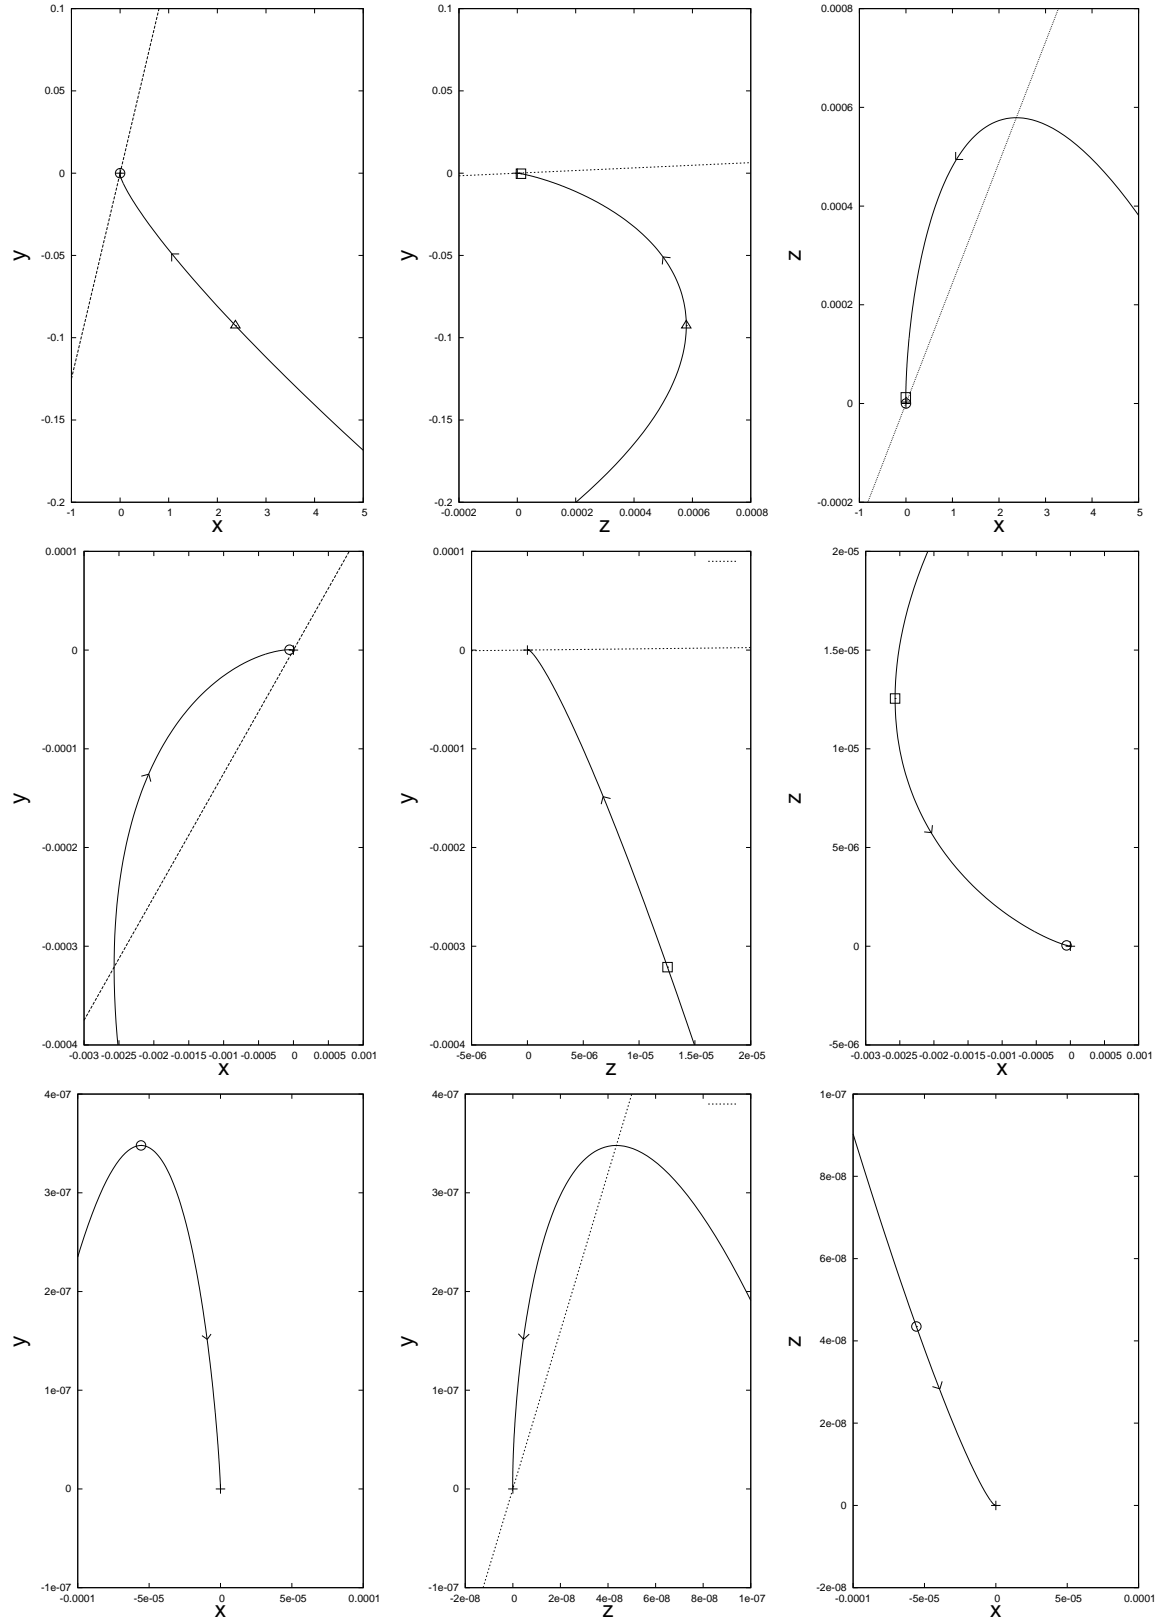 0.1 0.1 0.0008
0.05 0.05 0.0006
0 0 0.0004
y -0.05 y -0.05 z 0.0002
-0.1 -0.1 0
-0.15 -0.15
-0.2 -0.2 -0.0002
-1 0 1 2 3 4 5 -0.0002 0 0.0002 0.0004 0.0006 0.0008 -1 0 1 2 3 4 5
x z x
0.0001 0.0001 2e-05
0 0 1.5e-05
-0.0001 -0.0001 1e-05
y y z
-0.0002 -0.0002 5e-06
-0.0003 -0.0003 0
-0.0004 -0.0004 -5e-06
-0.003 -0.0025 -0.002 -0.0015 -0.001 -0.0005 0 0.0005 0.001 -5e-06 0 5e-06 1e-05 1.5e-05 2e-05 -0.003 -0.0025 -0.002 -0.0015 -0.001 -0.0005 0 0.0005 0.001
x z x
4e-07 4e-07 1e-07
3e-07 3e-07 8e-08
2e-07 2e-07 6e-08
y y z
1e-07 1e-07 4e-08
2e-08
0 0 0
-1e-07 -1e-07 -2e-08
-0.0001 -5e-05 0 5e-05 0.0001 -2e-08 0 2e-08 4e-08 6e-08 8e-08 1e-07 -0.0001 -5e-05 0 5e-05 0.0001
x z x